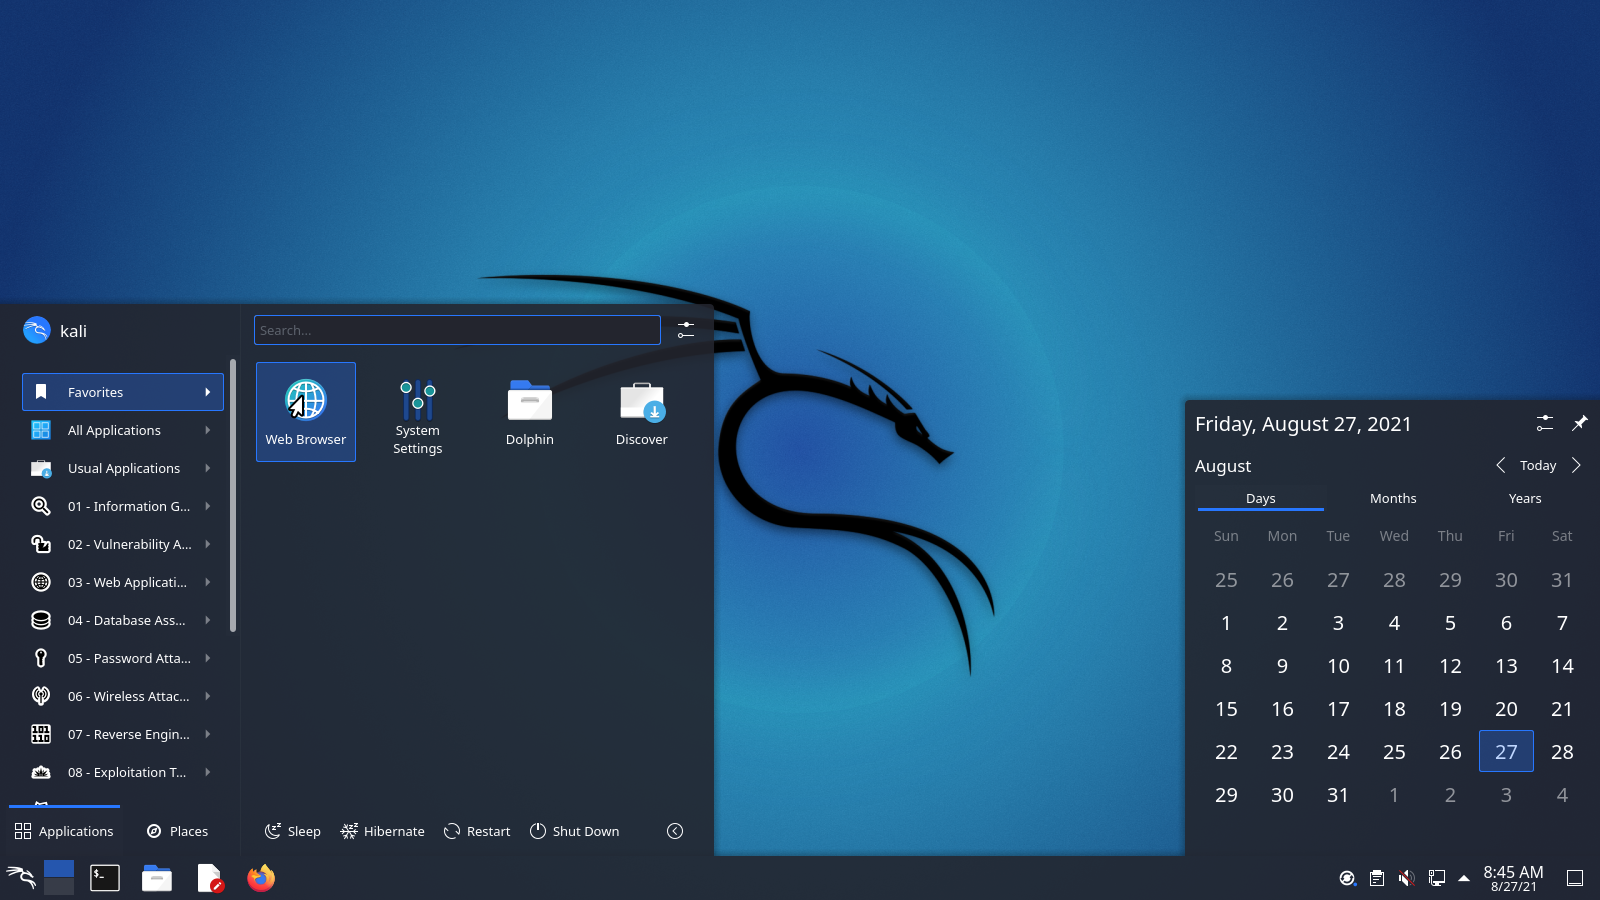 kali
Search...
Favorites
All Applications
Usual Applications
01 - Information G...
02 - Vulnerability A...
03 - Web Applicati...
04 - Database Ass...
05 - Password Atta...
06 - Wireless Attac...
07 - Reverse Engin...
08 - Exploitation T...
Applications
Places
Web Browser
System
Settings
Dolphin
Discover
Sleep
Hibernate
Restart
Shut Down
Friday, August 27, 2021
August
Today
Days Months Years
Sun Mon Tue Wed Thu Fri Sat
25 26 27 28 29 30 31
1 2 3 4 5 6 7
8 9 10 11 12 13 14
15 16 17 18 19 20 21
22 23 24 25 26 27 28
29 30 31 1 2 3 4
$_
8:45 AM
8/27/21